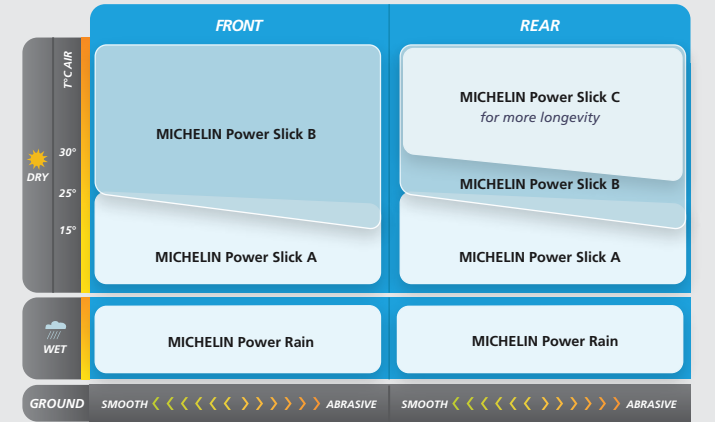 FRONT
REAR
T°C AIR
MICHELIN Power Slick C
for more longevity
MICHELIN Power Slick B
30°
DRY
MICHELIN Power Slick B
25°
15°
MICHELIN Power Slick A
MICHELIN Power Slick A
WET
MICHELIN Power Rain
MICHELIN Power Rain
GROUND
SMOOTH
ABRASIVE
SMOOTH
ABRASIVE